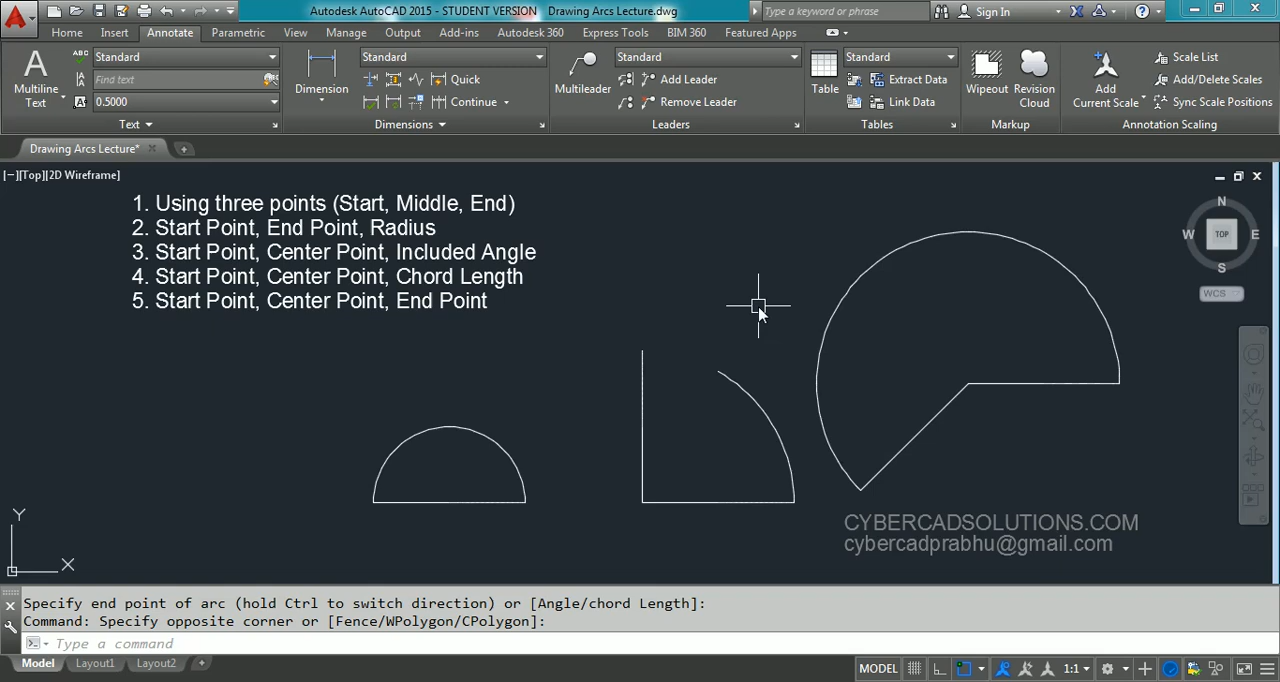 Autodesk AutoCAD 2015 - STUDENT VERSION Drawing Arcs Lecture.dwg
Type a keyword or phrase
Sign In
Home Insert Annotate Parametric View Manage Output Add-ins Autodesk 360 Express Tools BIM 360 Featured Apps
A
Multiline
Text
ABC
Standard
Find text
0.5000
Text
Dimension
Standard
Quick
Continue
Dimensions
Multileader
Standard
Add Leader
Remove Leader
Leaders
Table
Standard
Extract Data
Link Data
Tables
Wipeout
Revision
Cloud
Markup
Add
Current Scale
Scale List
Add/Delete Scales
Sync Scale Positions
Annotation Scaling
Drawing Arcs Lecture*
[−][Top][2D Wireframe]
1. Using three points (Start, Middle, End)
2. Start Point, End Point, Radius
3. Start Point, Center Point, Included Angle
4. Start Point, Center Point, Chord Length
5. Start Point, Center Point, End Point
N
W TOP E
S
WCS
CYBERCADSOLUTIONS.COM
cybercadprabhu@gmail.com
Y
X
Specify end point of arc (hold Ctrl to switch direction) or [Angle/chord Length]:
Command: Specify opposite corner or [Fence/WPolygon/CPolygon]:
Type a command
Model Layout1 Layout2
MODEL
1:1